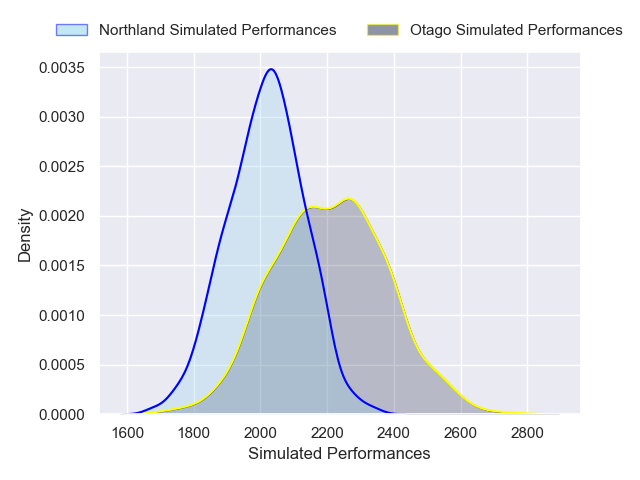 Northland Simulated Performances Otago Simulated Performances
0.0035
0.0030
0.0025
0.0020
0.0015
0.0010
0.0005
0.0000
Density
1600 1800 2000 2200 2400 2600 2800
Simulated Performances